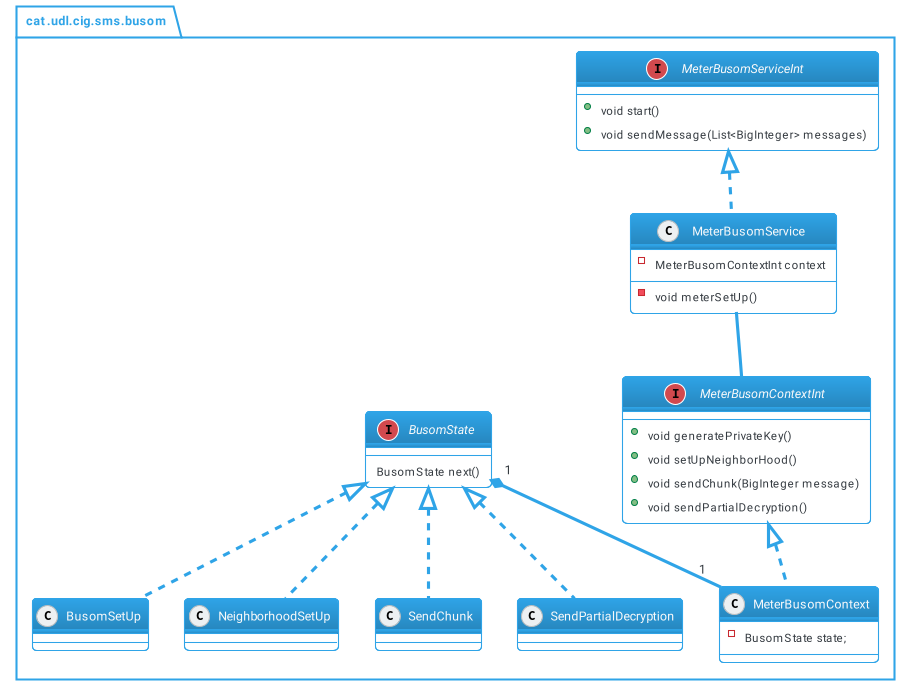 cat.udl.cig.sms.busom
I MeterBusomServiceInt
void start()
void sendMessage(List<BigInteger> messages)
C MeterBusomService
MeterBusomContextInt context
void meterSetUp()
I MeterBusomContextInt
void generatePrivateKey()
void setUpNeighborHood()
void sendChunk(BigInteger message)
void sendPartialDecryption()
I BusomState
BusomState next()
1
1
C BusomSetUp
C NeighborhoodSetUp
C SendChunk
C SendPartialDecryption
C MeterBusomContext
BusomState state;